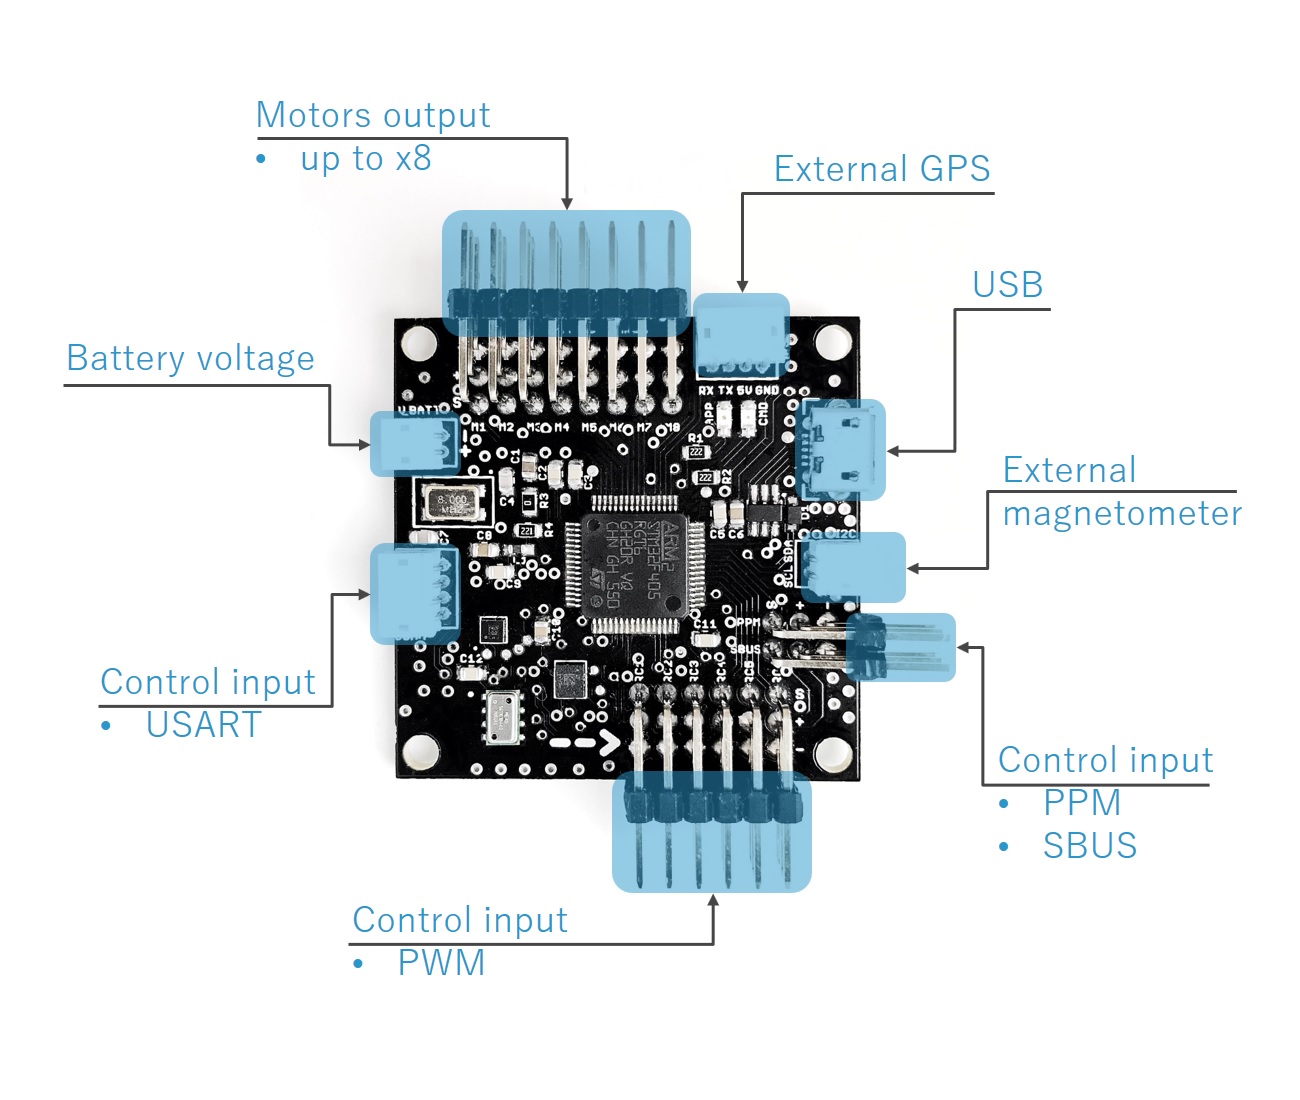 Motors output
• up to x8
External GPS
USB
Battery voltage
External
magnetometer
Control input
• USART
Control input
• PPM
• SBUS
Control input
• PWM
RX TX 5V GND
APP
CMD
M1 M2 M3 M4 M5 M6 M7 M8
R1
222
R2
222
C1
C2
C3
C4
R3
0
R4
221
8.000
MHZ
C5 C6
D1
I2C
SCL SDA
C7
C8
C9
ARM
STM32F405
RGT6
GH2DR VQ
CHN GH 550
C10
C11
C12
PPM
SBUS
S + -
RC1 RC2 RC3 RC4 RC5
S
+
-